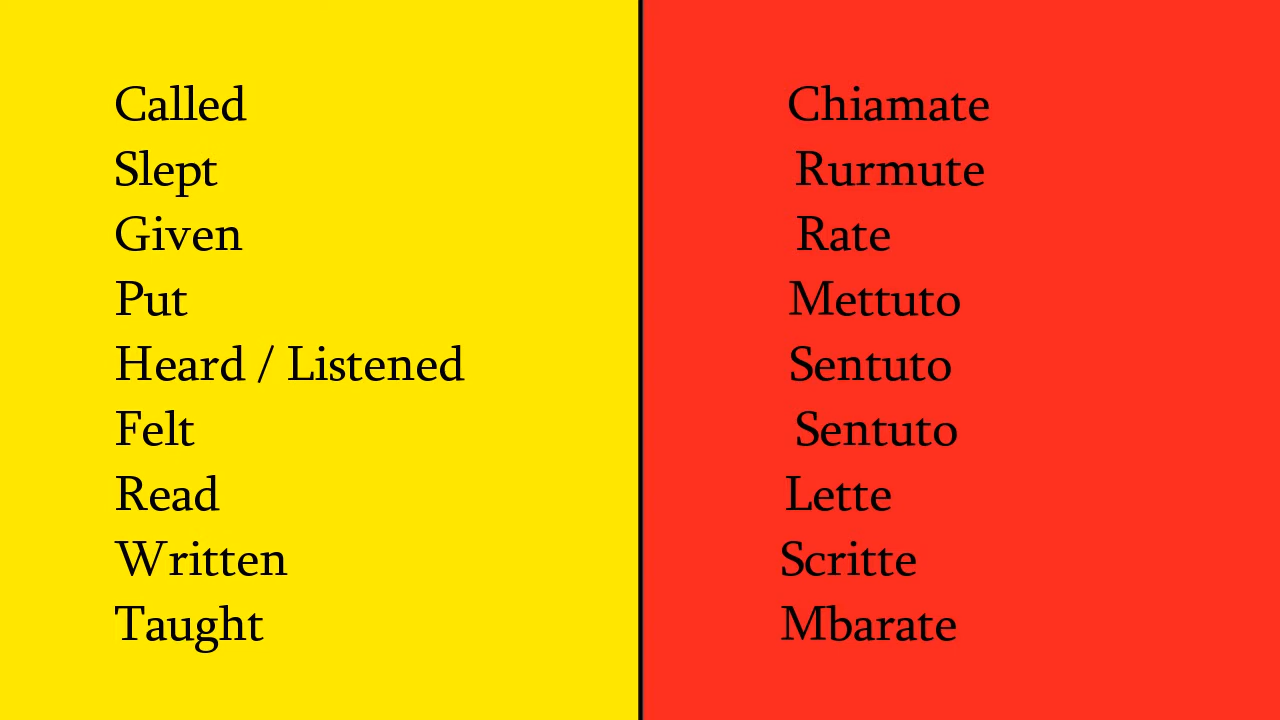 Called
Slept
Given
Put
Heard / Listened
Felt
Read
Written
Taught
Chiamate
Rurmute
Rate
Mettuto
Sentuto
Sentuto
Lette
Scritte
Mbarate